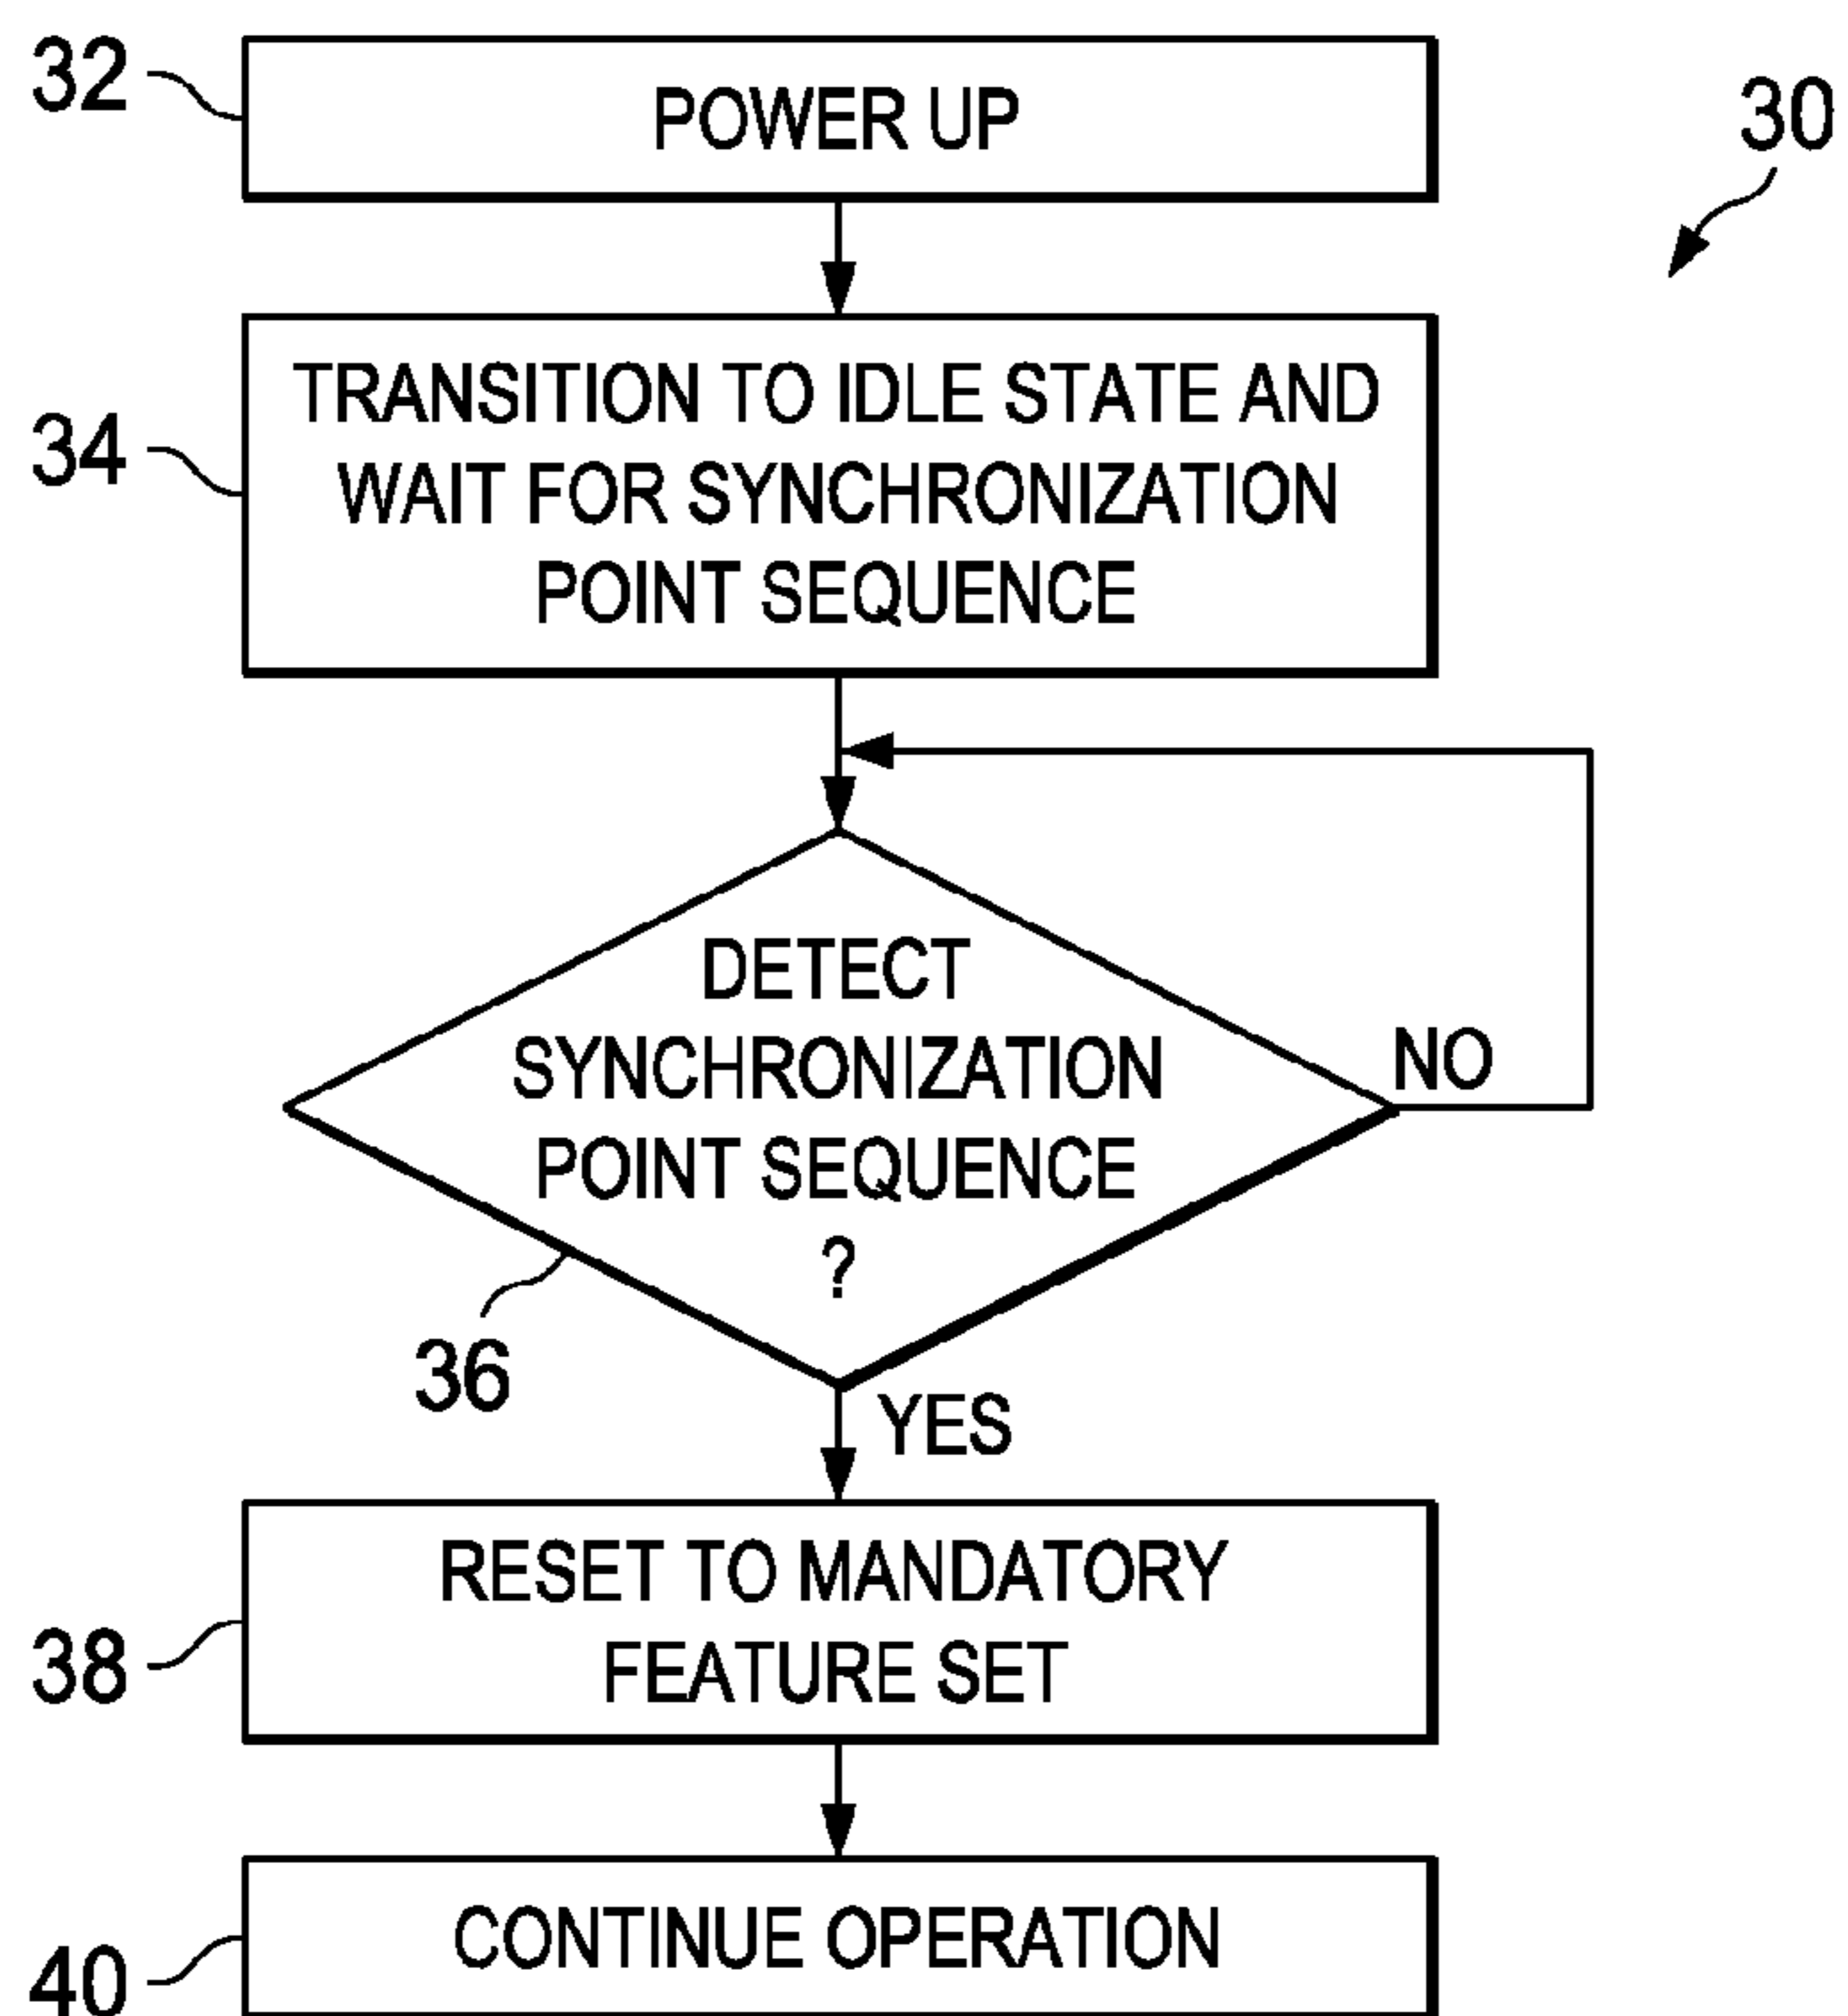 32
POWER UP
30
34
TRANSITION TO IDLE STATE AND
WAIT FOR SYNCHRONIZATION
POINT SEQUENCE
DETECT
SYNCHRONIZATION
POINT SEQUENCE
?
NO
36
YES
38
RESET TO MANDATORY
FEATURE SET
40
CONTINUE OPERATION